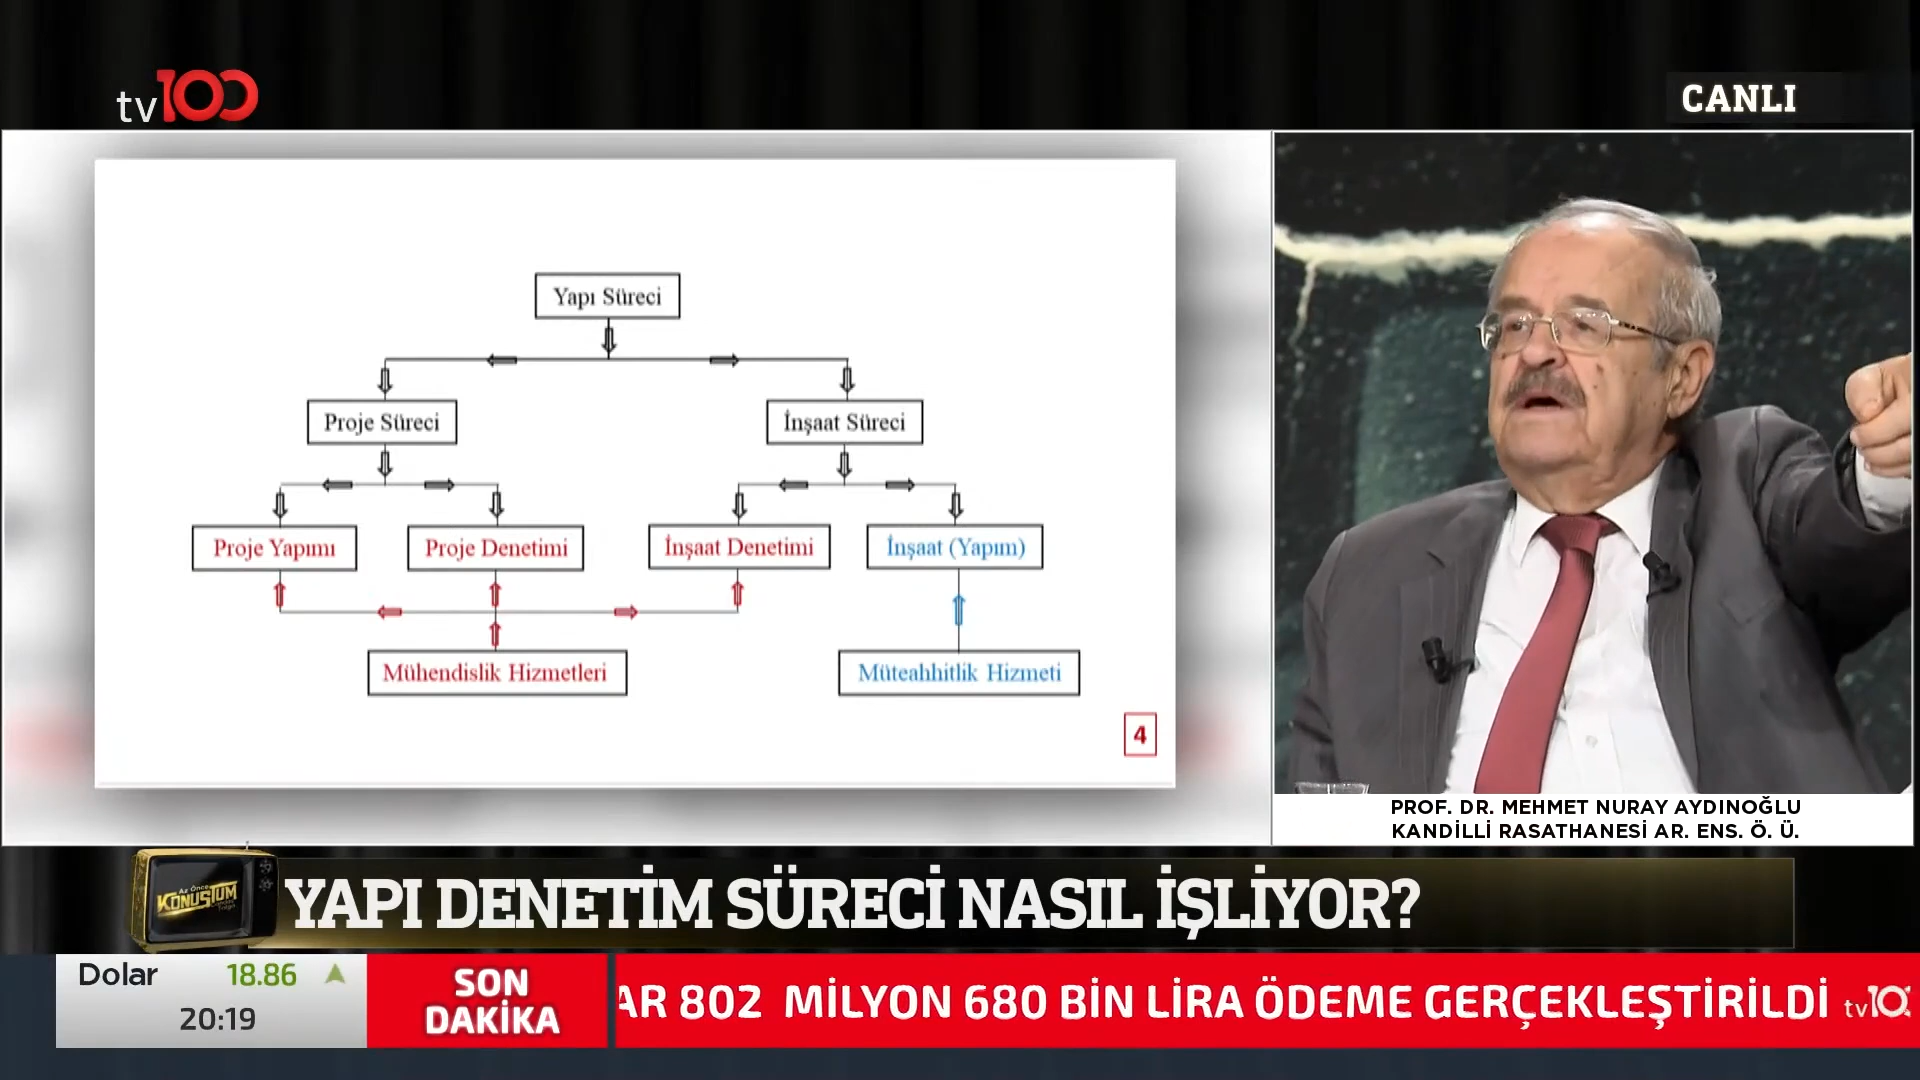 tv100
CANLI
Yapı Süreci
Proje Süreci
İnşaat Süreci
Proje Yapımı
Proje Denetimi
İnşaat Denetimi
İnşaat (Yapım)
Mühendislik Hizmetleri
Müteahhitlik Hizmeti
4
PROF. DR. MEHMET NURAY AYDINOĞLU
KANDİLLİ RASATHANESİ AR. ENS. Ö. Ü.
Az Önce
KONUŞTUM
YAPI DENETİM SÜRECİ NASIL İŞLİYOR?
Dolar 18.86
20:19
SON
DAKİKA
AR 802 MİLYON 680 BİN LİRA ÖDEME GERÇEKLEŞTİRİLDİ
tv10